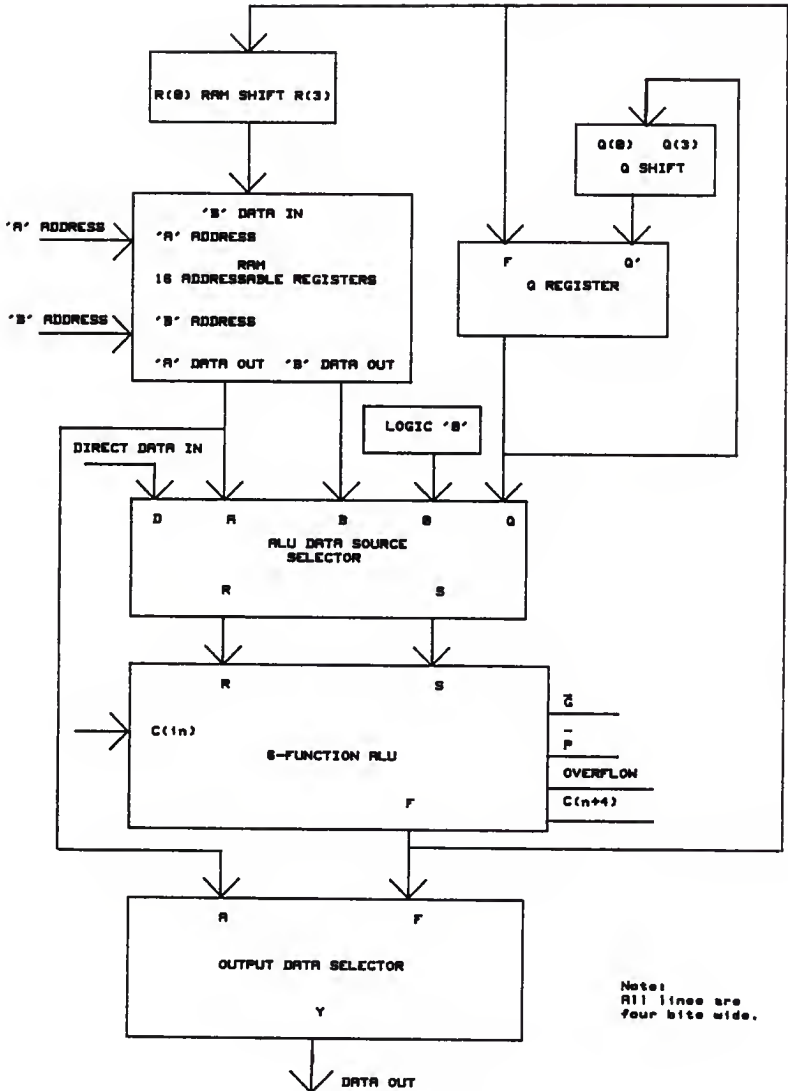 R(0) RAM SHIFT R(3)
Q(0) Q(3)
Q SHIFT
'B' DATA IN
'A' ADDRESS
'A' ADDRESS
RAM
16 ADDRESSABLE REGISTERS
F Q'
Q REGISTER
'B' ADDRESS
'B' ADDRESS
'A' DATA OUT 'B' DATA OUT
LOGIC '0'
DIRECT DATA IN
D A B 0 Q
ALU DATA SOURCE
SELECTOR
R S
R S
G̅
C(in)
8-FUNCTION ALU
P̅
OVERFLOW
C(n+4)
F
A F
OUTPUT DATA SELECTOR
Y
Note:
All lines are
four bits wide.
DATA OUT